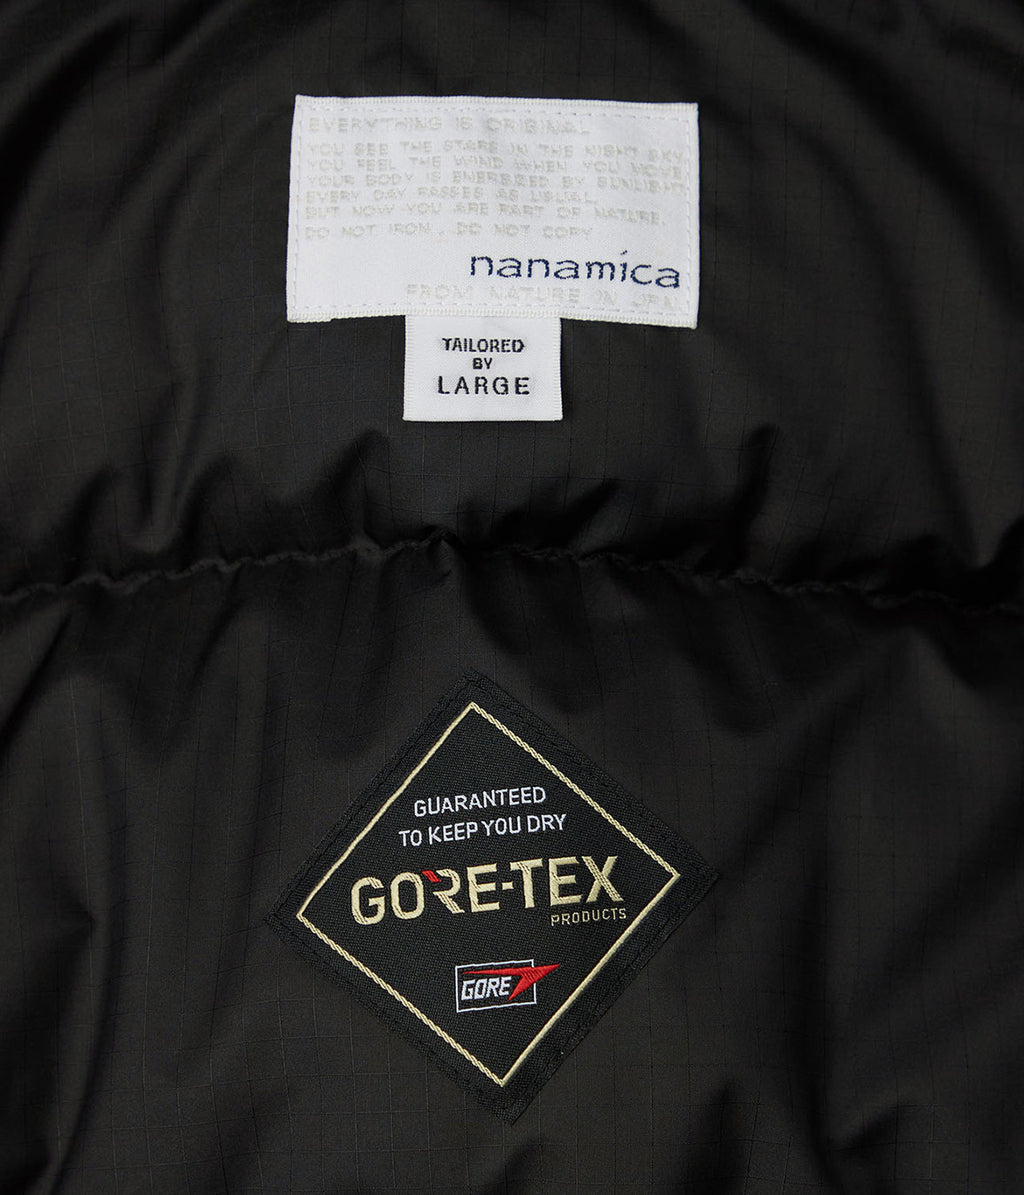 EVERYTHING IS ORIGINAL
YOU SEE THE STARS IN THE NIGHT SKY.
YOU FEEL THE WIND WHEN YOU MOVE.
YOUR BODY IS ENERGIZED BY SUNLIGHT.
EVERY DAY PASSES AS USUAL.
BUT NOW YOU ARE PART OF NATURE.
DO NOT IRON. DO NOT COPY.
nanamica
FROM NATURE IN JPN
TAILORED
BY
LARGE
GUARANTEED
TO KEEP YOU DRY
GORE-TEX
PRODUCTS
GORE